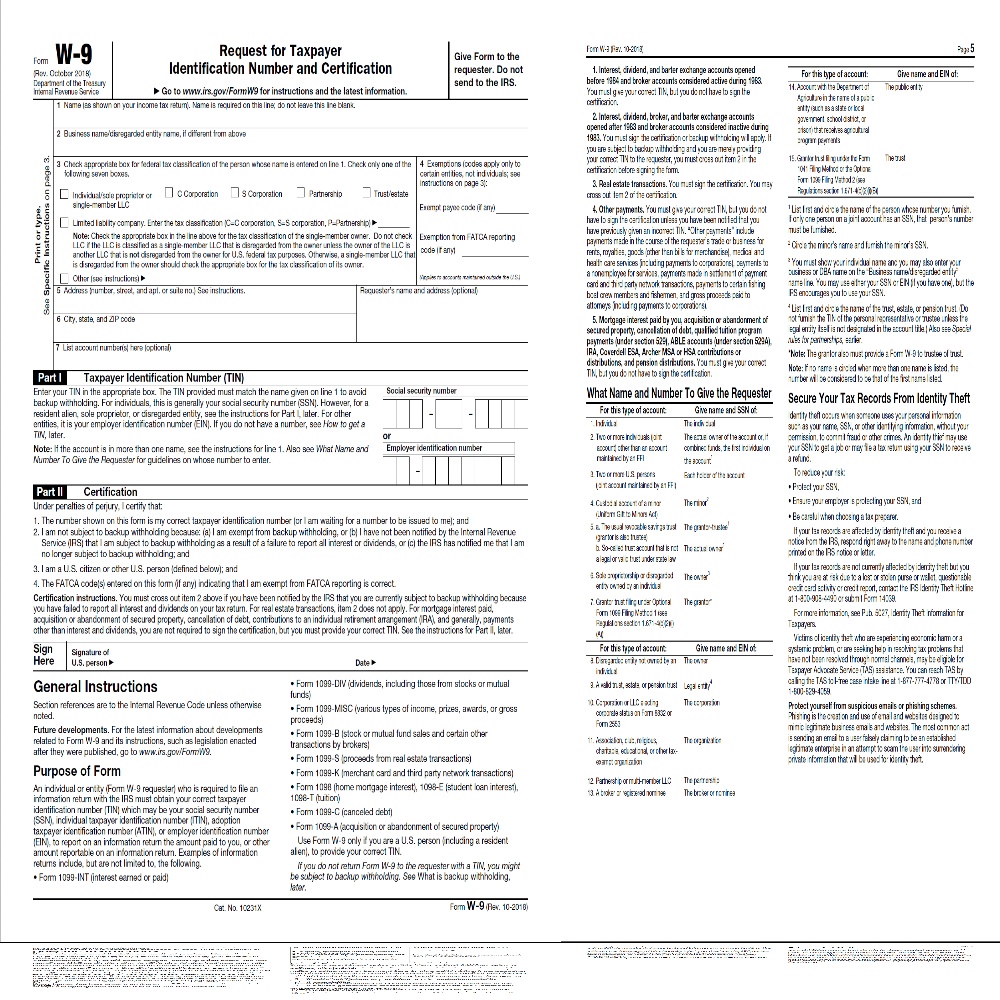 Form W-9
(Rev. October 2018)
Department of the Treasury
Internal Revenue Service
Request for Taxpayer
Identification Number and Certification
▶ Go to www.irs.gov/FormW9 for instructions and the latest information.
Give Form to the
requester. Do not
send to the IRS.
Print or type.
See Specific Instructions on page 3.
1 Name (as shown on your income tax return). Name is required on this line; do not leave this line blank.
2 Business name/disregarded entity name, if different from above
3 Check appropriate box for federal tax classification of the person whose name is entered on line 1. Check only one of the
following seven boxes.
Individual/sole proprietor or
single-member LLC
C Corporation
S Corporation
Partnership
Trust/estate
Limited liability company. Enter the tax classification (C=C corporation, S=S corporation, P=Partnership) ▶
Note: Check the appropriate box in the line above for the tax classification of the single-member owner. Do not check
LLC if the LLC is classified as a single-member LLC that is disregarded from the owner unless the owner of the LLC is
another LLC that is not disregarded from the owner for U.S. federal tax purposes. Otherwise, a single-member LLC that
is disregarded from the owner should check the appropriate box for the tax classification of its owner.
Other (see instructions) ▶
4 Exemptions (codes apply only to
certain entities, not individuals; see
instructions on page 3):
Exempt payee code (if any)
Exemption from FATCA reporting
code (if any)
(Applies to accounts maintained outside the U.S.)
5 Address (number, street, and apt. or suite no.) See instructions.
Requester's name and address (optional)
6 City, state, and ZIP code
7 List account number(s) here (optional)
Part I Taxpayer Identification Number (TIN)
Enter your TIN in the appropriate box. The TIN provided must match the name given on line 1 to avoid
backup withholding. For individuals, this is generally your social security number (SSN). However, for a
resident alien, sole proprietor, or disregarded entity, see the instructions for Part I, later. For other
entities, it is your employer identification number (EIN). If you do not have a number, see How to get a
TIN, later.
Note: If the account is in more than one name, see the instructions for line 1. Also see What Name and
Number To Give the Requester for guidelines on whose number to enter.
Social security number
– –
or
Employer identification number
–
Part II Certification
Under penalties of perjury, I certify that:
1. The number shown on this form is my correct taxpayer identification number (or I am waiting for a number to be issued to me); and
2. I am not subject to backup withholding because: (a) I am exempt from backup withholding, or (b) I have not been notified by the Internal Revenue
Service (IRS) that I am subject to backup withholding as a result of a failure to report all interest or dividends, or (c) the IRS has notified me that I am
no longer subject to backup withholding; and
3. I am a U.S. citizen or other U.S. person (defined below); and
4. The FATCA code(s) entered on this form (if any) indicating that I am exempt from FATCA reporting is correct.
Certification instructions. You must cross out item 2 above if you have been notified by the IRS that you are currently subject to backup withholding because
you have failed to report all interest and dividends on your tax return. For real estate transactions, item 2 does not apply. For mortgage interest paid,
acquisition or abandonment of secured property, cancellation of debt, contributions to an individual retirement arrangement (IRA), and generally, payments
other than interest and dividends, you are not required to sign the certification, but you must provide your correct TIN. See the instructions for Part II, later.
Sign
Here
Signature of
U.S. person ▶
Date ▶
General Instructions
Section references are to the Internal Revenue Code unless otherwise
noted.
Future developments. For the latest information about developments
related to Form W-9 and its instructions, such as legislation enacted
after they were published, go to www.irs.gov/FormW9.
Purpose of Form
An individual or entity (Form W-9 requester) who is required to file an
information return with the IRS must obtain your correct taxpayer
identification number (TIN) which may be your social security number
(SSN), individual taxpayer identification number (ITIN), adoption
taxpayer identification number (ATIN), or employer identification number
(EIN), to report on an information return the amount paid to you, or other
amount reportable on an information return. Examples of information
returns include, but are not limited to, the following.
• Form 1099-INT (interest earned or paid)
• Form 1099-DIV (dividends, including those from stocks or mutual
funds)
• Form 1099-MISC (various types of income, prizes, awards, or gross
proceeds)
• Form 1099-B (stock or mutual fund sales and certain other
transactions by brokers)
• Form 1099-S (proceeds from real estate transactions)
• Form 1099-K (merchant card and third party network transactions)
• Form 1098 (home mortgage interest), 1098-E (student loan interest),
1098-T (tuition)
• Form 1099-C (canceled debt)
• Form 1099-A (acquisition or abandonment of secured property)
Use Form W-9 only if you are a U.S. person (including a resident
alien), to provide your correct TIN.
If you do not return Form W-9 to the requester with a TIN, you might
be subject to backup withholding. See What is backup withholding,
later.
Cat. No. 10231X
Form W-9 (Rev. 10-2018)
Form W-9 (Rev. 10-2018)
Page 5
1. Interest, dividend, and barter exchange accounts opened
before 1984 and broker accounts considered active during 1983.
You must give your correct TIN, but you do not have to sign the
certification.
2. Interest, dividend, broker, and barter exchange accounts
opened after 1983 and broker accounts considered inactive during
1983. You must sign the certification or backup withholding will apply. If
you are subject to backup withholding and you are merely providing
your correct TIN to the requester, you must cross out item 2 in the
certification before signing the form.
3. Real estate transactions. You must sign the certification. You may
cross out item 2 of the certification.
4. Other payments. You must give your correct TIN, but you do not
have to sign the certification unless you have been notified that you
have previously given an incorrect TIN. "Other payments" include
payments made in the course of the requester's trade or business for
rents, royalties, goods (other than bills for merchandise), medical and
health care services (including payments to corporations), payments to
a nonemployee for services, payments made in settlement of payment
card and third party network transactions, payments to certain fishing
boat crew members and fishermen, and gross proceeds paid to
attorneys (including payments to corporations).
5. Mortgage interest paid by you, acquisition or abandonment of
secured property, cancellation of debt, qualified tuition program
payments (under section 529), ABLE accounts (under section 529A),
IRA, Coverdell ESA, Archer MSA or HSA contributions or
distributions, and pension distributions. You must give your correct
TIN, but you do not have to sign the certification.
What Name and Number To Give the Requester
For this type of account: Give name and SSN of:
1. Individual The individual
2. Two or more individuals (joint The actual owner of the account or, if
account) other than an account combined funds, the first individual on
maintained by an FFI the account
3. Two or more U.S. persons Each holder of the account
(joint account maintained by an FFI)
4. Custodial account of a minor The minor2
(Uniform Gift to Minors Act)
5. a. The usual revocable savings trust The grantor-trustee1
(grantor is also trustee)
b. So-called trust account that is not The actual owner1
a legal or valid trust under state law
6. Sole proprietorship or disregarded The owner3
entity owned by an individual
7. Grantor trust filing under Optional The grantor*
Form 1099 Filing Method 1 (see
Regulations section 1.671-4(b)(2)(i)
(A))
For this type of account: Give name and EIN of:
8. Disregarded entity not owned by an The owner
individual
9. A valid trust, estate, or pension trust Legal entity4
10. Corporation or LLC electing The corporation
corporate status on Form 8832 or
Form 2553
11. Association, club, religious, The organization
charitable, educational, or other tax-
exempt organization
12. Partnership or multi-member LLC The partnership
13. A broker or registered nominee The broker or nominee
For this type of account: Give name and EIN of:
14. Account with the Department of The public entity
Agriculture in the name of a public
entity (such as a state or local
government, school district, or
prison) that receives agricultural
program payments
15. Grantor trust filing under the Form The trust
1041 Filing Method or the Optional
Form 1099 Filing Method 2 (see
Regulations section 1.671-4(b)(2)(i)(B))
1 List first and circle the name of the person whose number you furnish.
If only one person on a joint account has an SSN, that person's number
must be furnished.
2 Circle the minor's name and furnish the minor's SSN.
3 You must show your individual name and you may also enter your
business or DBA name on the "Business name/disregarded entity"
name line. You may use either your SSN or EIN (if you have one), but the
IRS encourages you to use your SSN.
4 List first and circle the name of the trust, estate, or pension trust. (Do
not furnish the TIN of the personal representative or trustee unless the
legal entity itself is not designated in the account title.) Also see Special
rules for partnerships, earlier.
*Note: The grantor also must provide a Form W-9 to trustee of trust.
Note: If no name is circled when more than one name is listed, the
number will be considered to be that of the first name listed.
Secure Your Tax Records From Identity Theft
Identity theft occurs when someone uses your personal information
such as your name, SSN, or other identifying information, without your
permission, to commit fraud or other crimes. An identity thief may use
your SSN to get a job or may file a tax return using your SSN to receive
a refund.
To reduce your risk:
• Protect your SSN,
• Ensure your employer is protecting your SSN, and
• Be careful when choosing a tax preparer.
If your tax records are affected by identity theft and you receive a
notice from the IRS, respond right away to the name and phone number
printed on the IRS notice or letter.
If your tax records are not currently affected by identity theft but you
think you are at risk due to a lost or stolen purse or wallet, questionable
credit card activity or credit report, contact the IRS Identity Theft Hotline
at 1-800-908-4490 or submit Form 14039.
For more information, see Pub. 5027, Identity Theft Information for
Taxpayers.
Victims of identity theft who are experiencing economic harm or a
systemic problem, or are seeking help in resolving tax problems that
have not been resolved through normal channels, may be eligible for
Taxpayer Advocate Service (TAS) assistance. You can reach TAS by
calling the TAS toll-free case intake line at 1-877-777-4778 or TTY/TDD
1-800-829-4059.
Protect yourself from suspicious emails or phishing schemes.
Phishing is the creation and use of email and websites designed to
mimic legitimate business emails and websites. The most common act
is sending an email to a user falsely claiming to be an established
legitimate enterprise in an attempt to scam the user into surrendering
private information that will be used for identity theft.